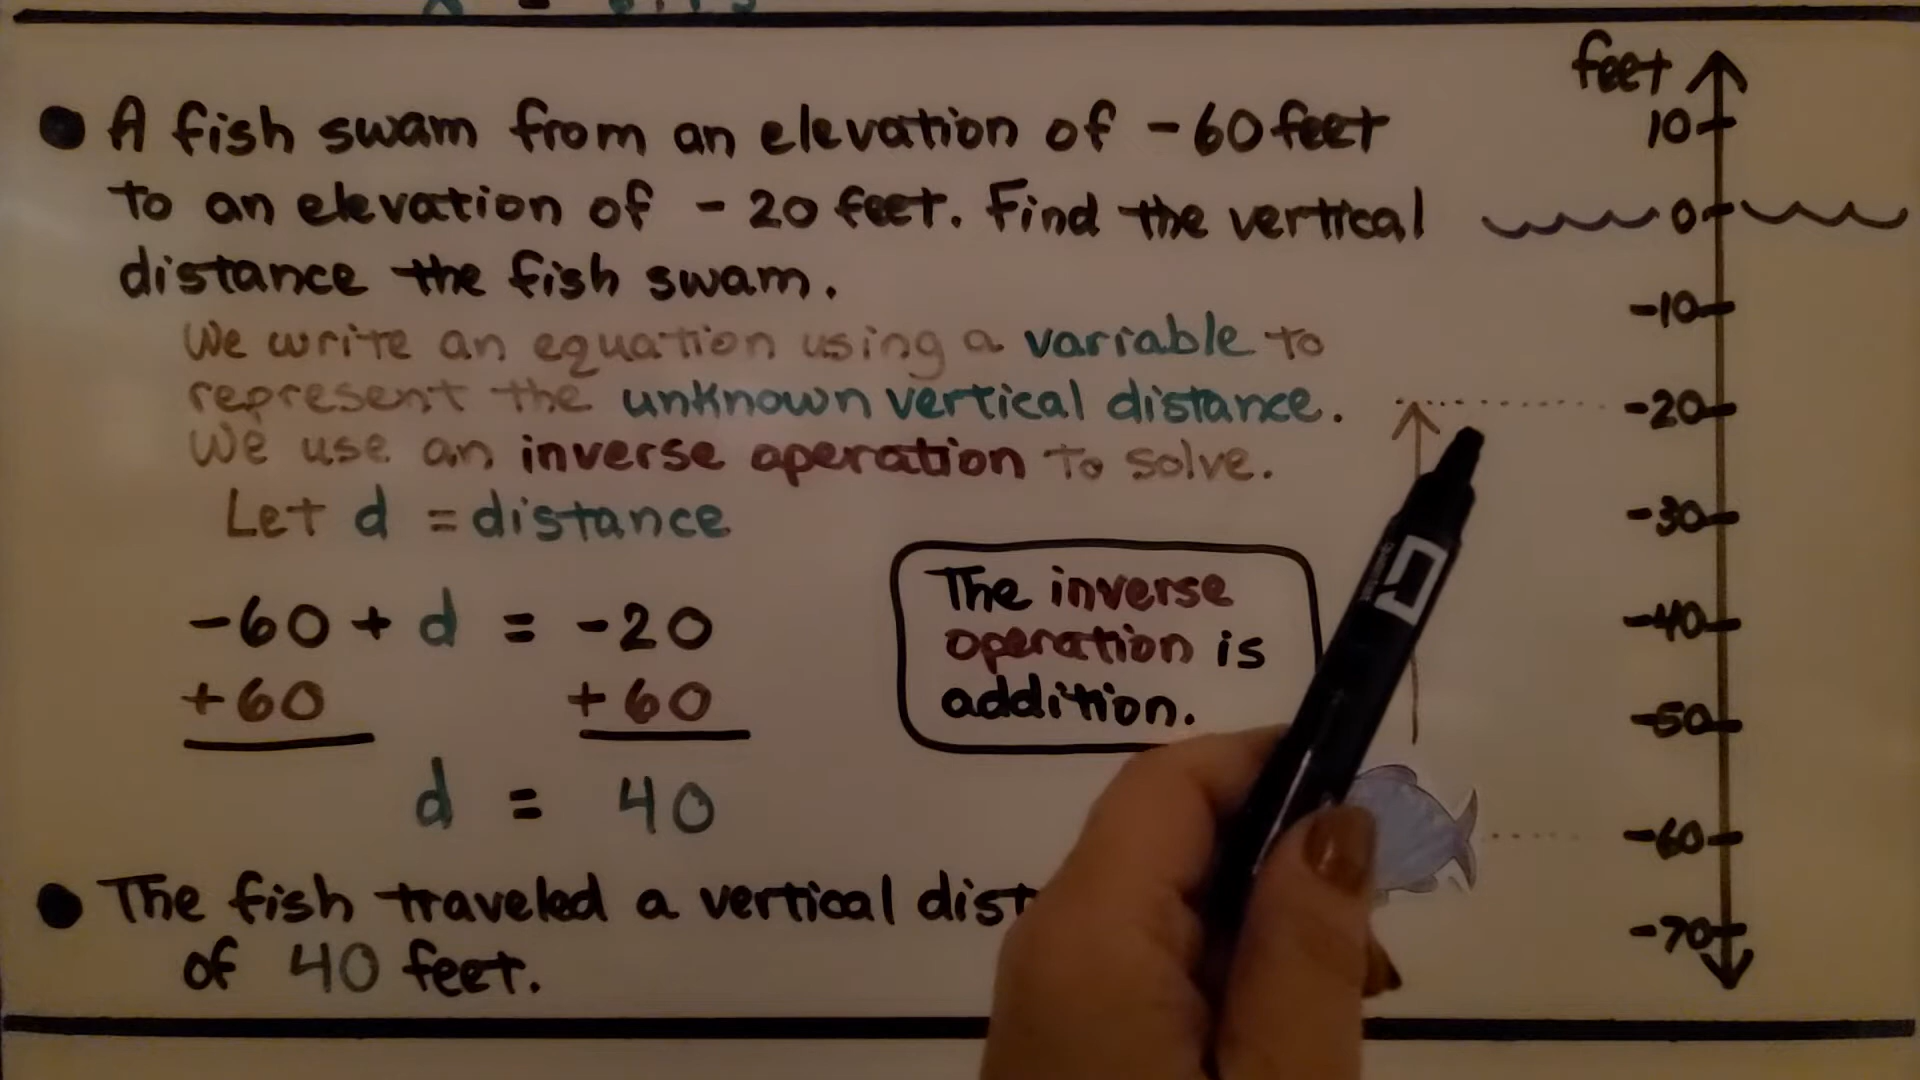 A fish swam from an elevation of -60 feet
to an elevation of -20 feet. Find the vertical
distance the fish swam.
We write an equation using a variable to
represent the unknown vertical distance.
We use an inverse operation to solve.
Let d = distance
-60 + d = -20
+60 +60
d = 40
The inverse
operation is
addition.
The fish traveled a vertical
of 40 feet.
feet
10
0
-10
-20
-30
-40
-50
-60
-70